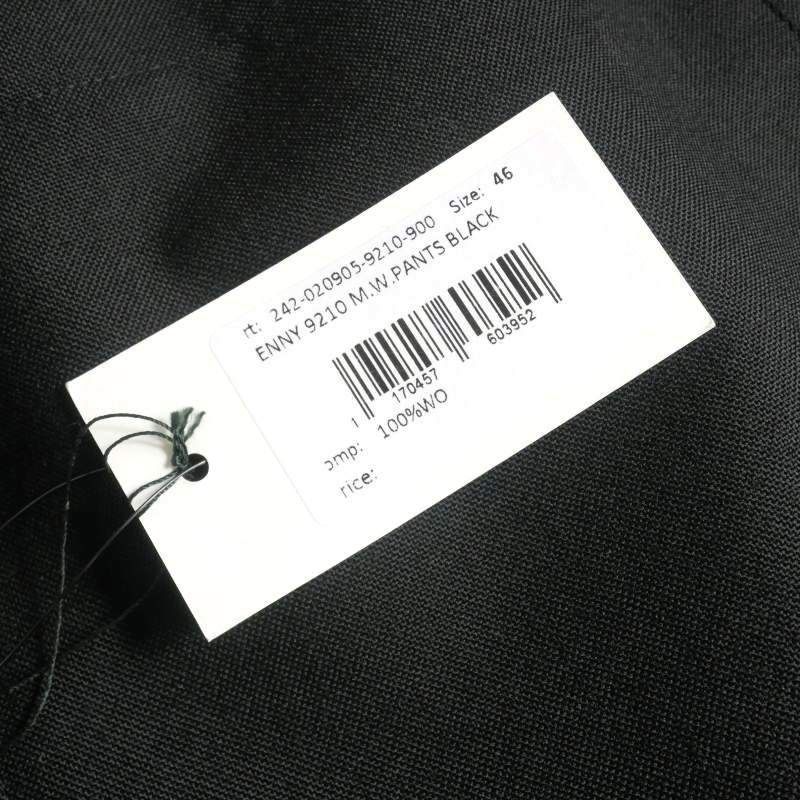 rt: 242-020905-9210-900 Size: 46
ENNY 9210 M.W.PANTS BLACK
1 170457 603952
omp: 100%WO
rice: